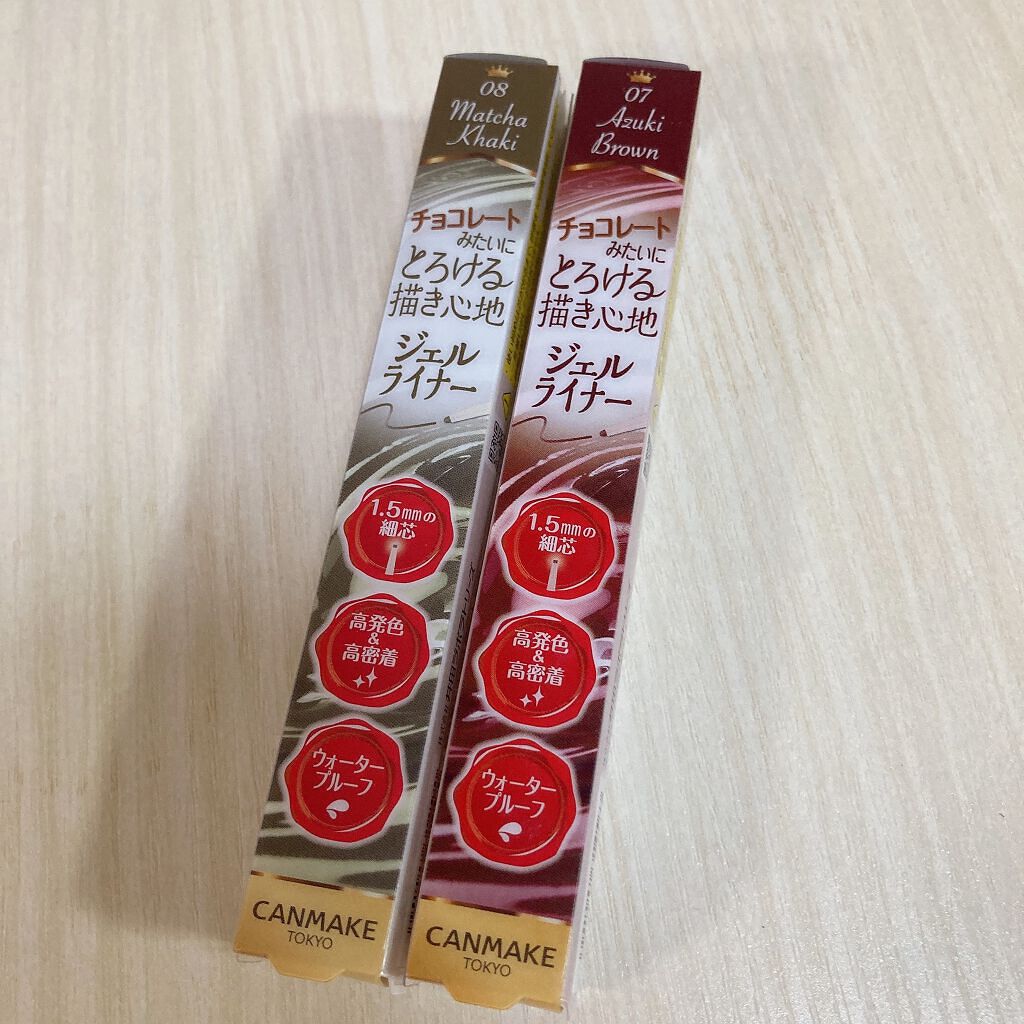 08
Matcha
Khaki
チョコレート
みたいに
とろける
描き心地
ジェル
ライナー
1.5mmの
細芯
高発色
&
高密着
ウォーター
プルーフ
CANMAKE
TOKYO
07
Azuki
Brown
チョコレート
みたいに
とろける
描き心地
ジェル
ライナー
1.5mmの
細芯
高発色
&
高密着
ウォーター
プルーフ
CANMAKE
TOKYO